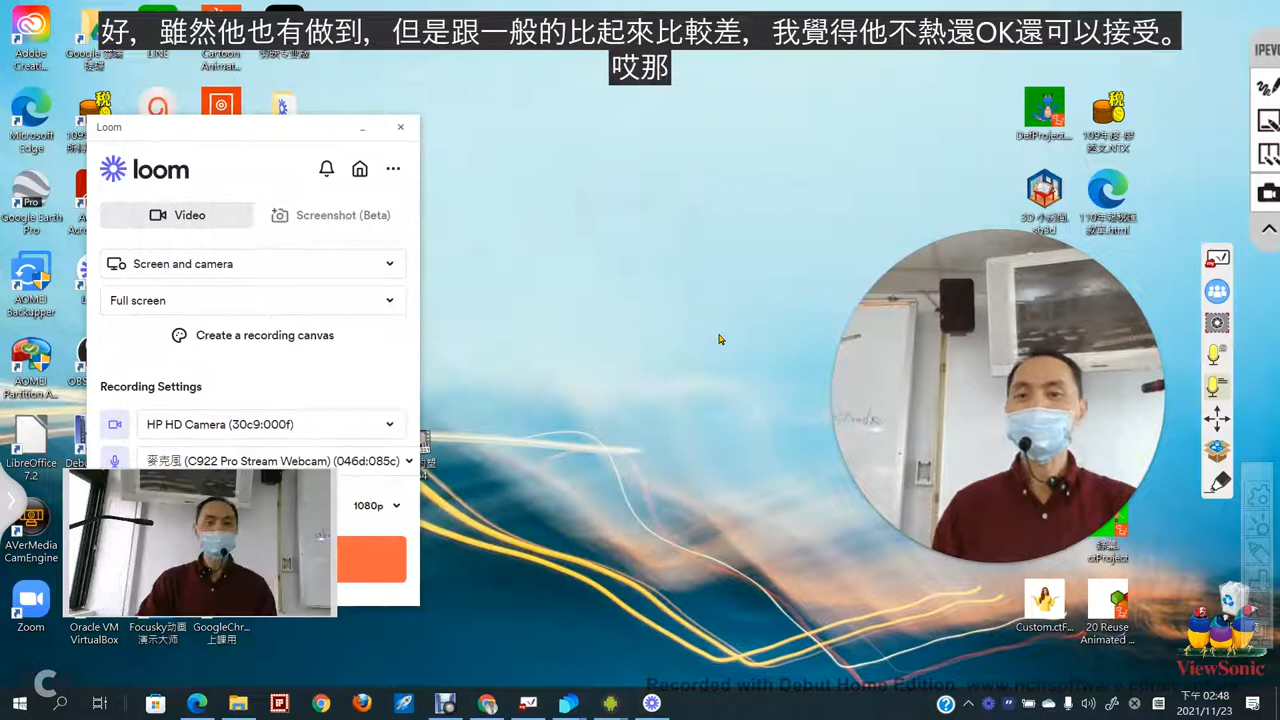 好, 雖然他也有做到, 但是跟一般的比起來比較差, 我覺得他不熱還OK還可以接受。
哎那
Adobe
Creati...
LINE
Cartoon
Animat...
Microsoft
Edge
Google Earth
Pro
AOMEI
Backupper
AOMEI
Partition A...
LibreOffice
7.2
AVerMedia
CamEngine
Zoom
Oracle VM
VirtualBox
Focusky动画
演示大师
GoogleChr...
上課用
Loom
loom
Video
Screenshot (Beta)
Screen and camera
Full screen
Create a recording canvas
Recording Settings
HP HD Camera (30c9:000f)
麥克風 (C922 Pro Stream Webcam) (046d:085c)
1080p
IPEVO
DefProject...
3D 小房間.
sh3d
ctProject
Custom.ctF...
20 Reuse
Animated ...
ViewSonic
Recorded with Debut Home Edition
下午 02:48
2021/11/23